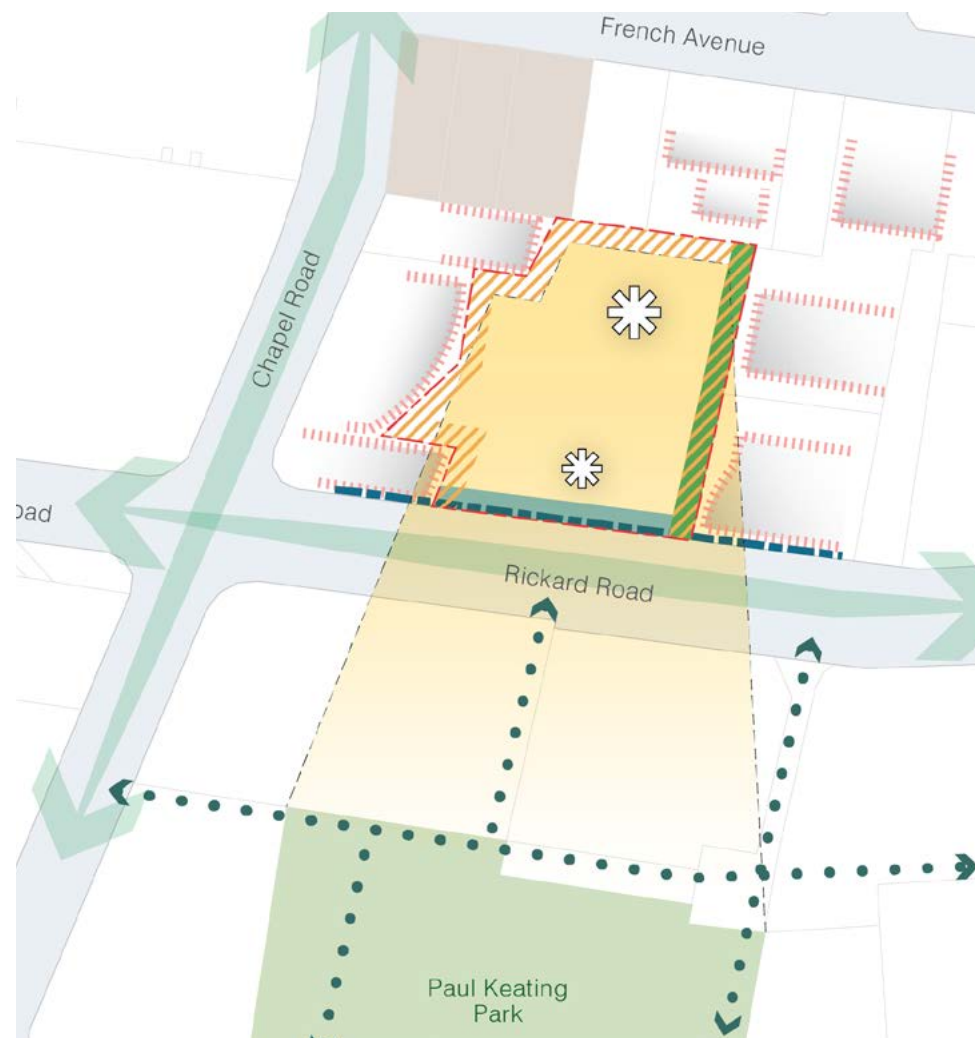 French Avenue
Chapel Road
oad
Rickard Road
Paul Keating
Park